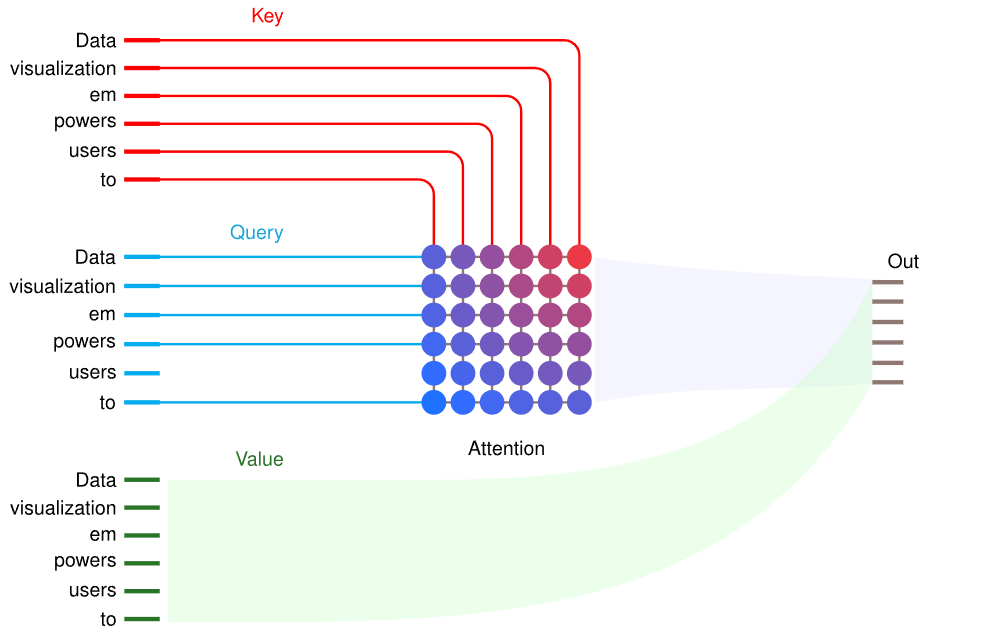 Key
Data
visualization
em
powers
users
to
Query
Data
visualization
em
powers
users
to
Out
Attention
Value
Data
visualization
em
powers
users
to